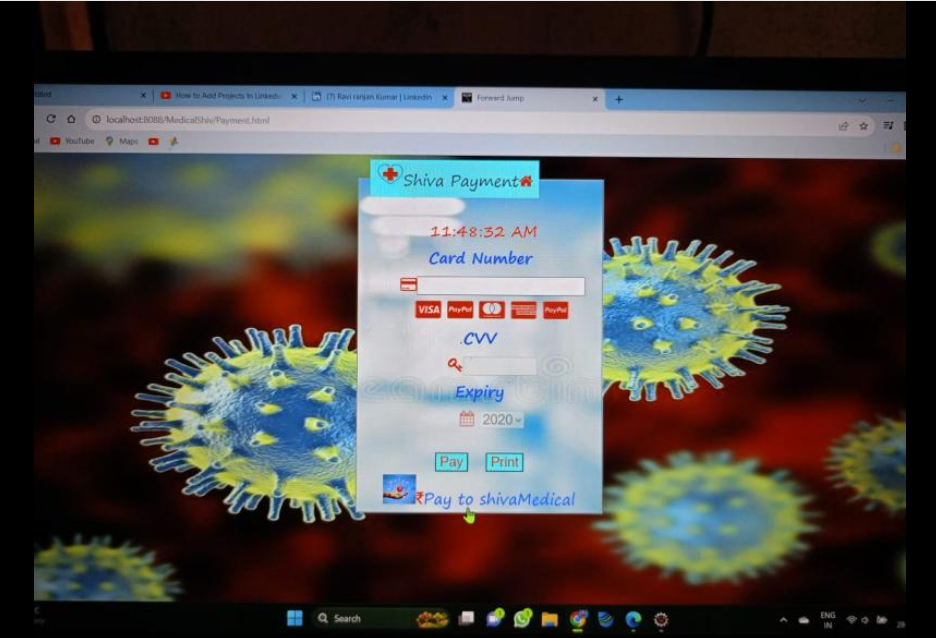 How to Add Projects In LinkedIn
(7) Ravi ranjan Kumar | LinkedIn
Forward Jump
localhost:8088/MedicalShiv/Payment.html
YouTube
Maps
Shiva Payment
11:48:32 AM
Card Number
VISA PayPal PayPal
CVV
Expiry
2020
Pay Print
₹Pay to shivaMedical
Search
ENG
IN